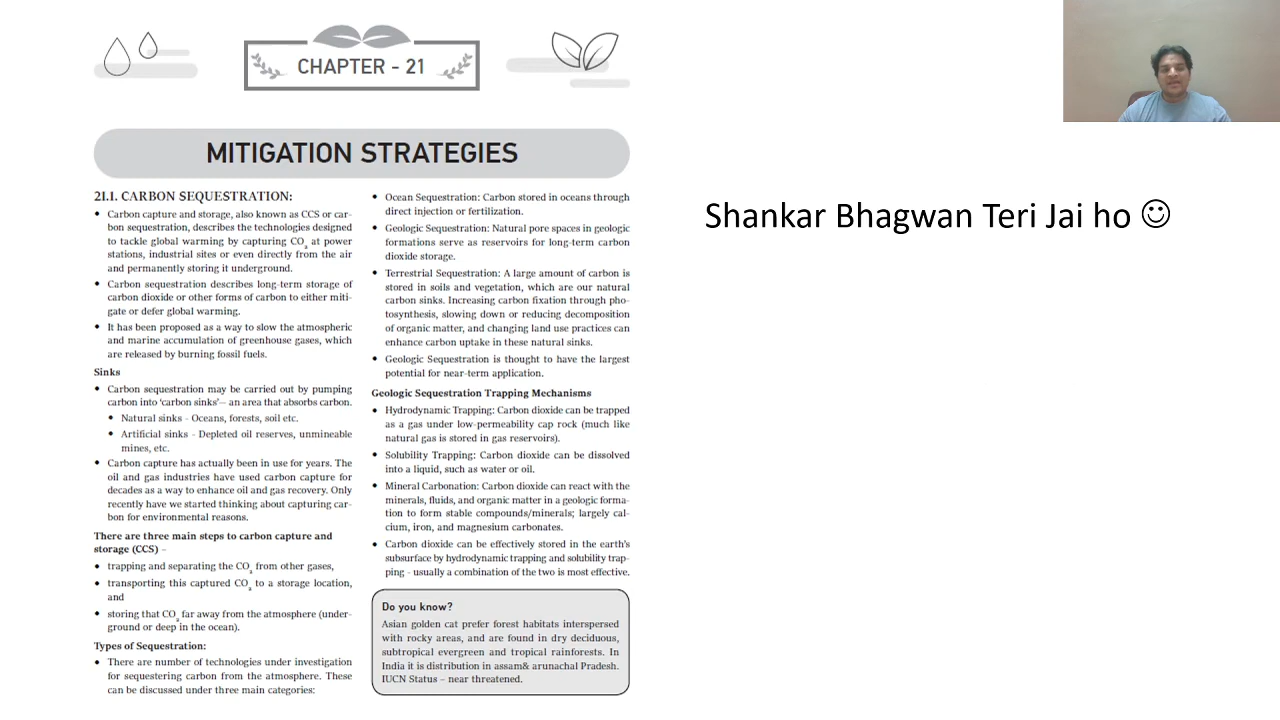 CHAPTER - 21
MITIGATION STRATEGIES
21.1. CARBON SEQUESTRATION:
• Carbon capture and storage, also known as CCS or car-
bon sequestration, describes the technologies designed
to tackle global warming by capturing CO₂ at power
stations, industrial sites or even directly from the air
and permanently storing it underground.
• Carbon sequestration describes long-term storage of
carbon dioxide or other forms of carbon to either miti-
gate or defer global warming.
• It has been proposed as a way to slow the atmospheric
and marine accumulation of greenhouse gases, which
are released by burning fossil fuels.
Sinks
• Carbon sequestration may be carried out by pumping
carbon into ‘carbon sinks’— an area that absorbs carbon.
• Natural sinks - Oceans, forests, soil etc.
• Artificial sinks - Depleted oil reserves, unmineable
mines, etc.
• Carbon capture has actually been in use for years. The
oil and gas industries have used carbon capture for
decades as a way to enhance oil and gas recovery. Only
recently have we started thinking about capturing car-
bon for environmental reasons.
There are three main steps to carbon capture and
storage (CCS) –
• trapping and separating the CO₂ from other gases,
• transporting this captured CO₂ to a storage location,
and
• storing that CO₂ far away from the atmosphere (under-
ground or deep in the ocean).
Types of Sequestration:
• There are number of technologies under investigation
for sequestering carbon from the atmosphere. These
can be discussed under three main categories:
• Ocean Sequestration: Carbon stored in oceans through
direct injection or fertilization.
• Geologic Sequestration: Natural pore spaces in geologic
formations serve as reservoirs for long-term carbon
dioxide storage.
• Terrestrial Sequestration: A large amount of carbon is
stored in soils and vegetation, which are our natural
carbon sinks. Increasing carbon fixation through pho-
tosynthesis, slowing down or reducing decomposition
of organic matter, and changing land use practices can
enhance carbon uptake in these natural sinks.
• Geologic Sequestration is thought to have the largest
potential for near-term application.
Geologic Sequestration Trapping Mechanisms
• Hydrodynamic Trapping: Carbon dioxide can be trapped
as a gas under low-permeability cap rock (much like
natural gas is stored in gas reservoirs).
• Solubility Trapping: Carbon dioxide can be dissolved
into a liquid, such as water or oil.
• Mineral Carbonation: Carbon dioxide can react with the
minerals, fluids, and organic matter in a geologic forma-
tion to form stable compounds/minerals; largely cal-
cium, iron, and magnesium carbonates.
• Carbon dioxide can be effectively stored in the earth's
subsurface by hydrodynamic trapping and solubility trap-
ping - usually a combination of the two is most effective.
Do you know?
Asian golden cat prefer forest habitats interspersed
with rocky areas, and are found in dry deciduous,
subtropical evergreen and tropical rainforests. In
India it is distribution in assam& arunachal Pradesh.
IUCN Status – near threatened.
Shankar Bhagwan Teri Jai ho ☺